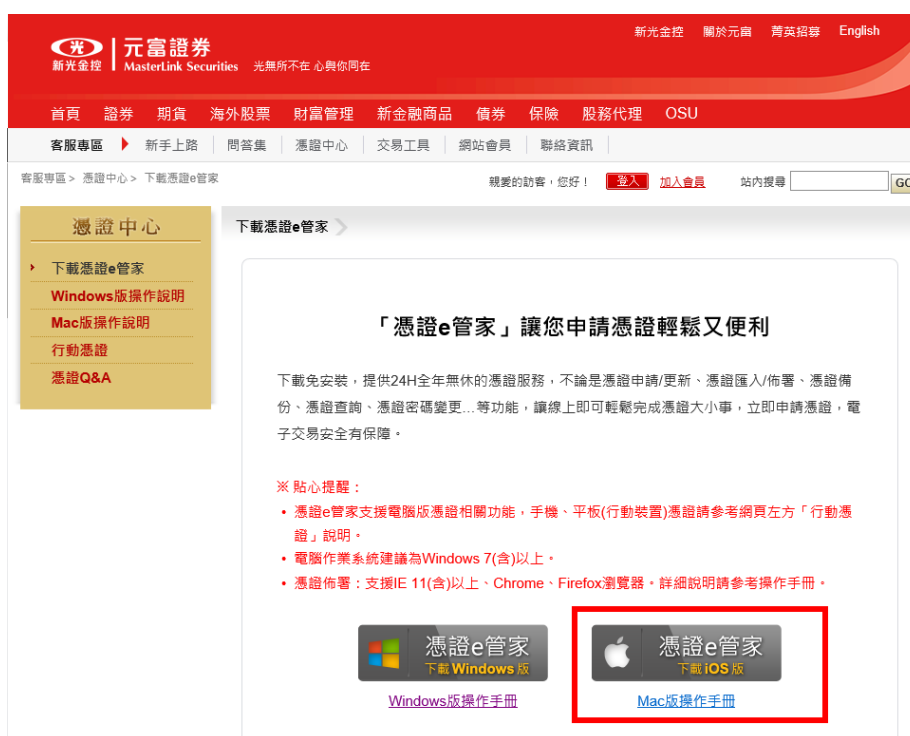 新光金控 關於元富 菁英招募 English
光 元富證券
新光金控 MasterLink Securities 光無所不在 心與你同在
首頁 證券 期貨 海外股票 財富管理 新金融商品 債券 保險 股務代理 OSU
客服專區 新手上路 問答集 憑證中心 交易工具 網站會員 聯絡資訊
客服專區 > 憑證中心 > 下載憑證e管家
親愛的訪客，您好！ 登入 加入會員 站內搜尋 GO
憑證中心
下載憑證e管家
Windows版操作說明
Mac版操作說明
行動憑證
憑證Q&A
下載憑證e管家
「憑證e管家」讓您申請憑證輕鬆又便利
下載免安裝，提供24H全年無休的憑證服務，不論是憑證申請/更新、憑證匯入/佈署、憑證備
份、憑證查詢、憑證密碼變更...等功能，讓線上即可輕鬆完成憑證大小事，立即申請憑證，電
子交易安全有保障。
※ 貼心提醒：
• 憑證e管家支援電腦版憑證相關功能，手機、平板(行動裝置)憑證請參考網頁左方「行動憑
證」說明。
• 電腦作業系統建議為Windows 7(含)以上。
• 憑證佈署：支援IE 11(含)以上、Chrome、Firefox瀏覽器。詳細說明請參考操作手冊。
憑證e管家
下載 Windows 版
Windows版操作手冊
憑證e管家
下載 iOS 版
Mac版操作手冊